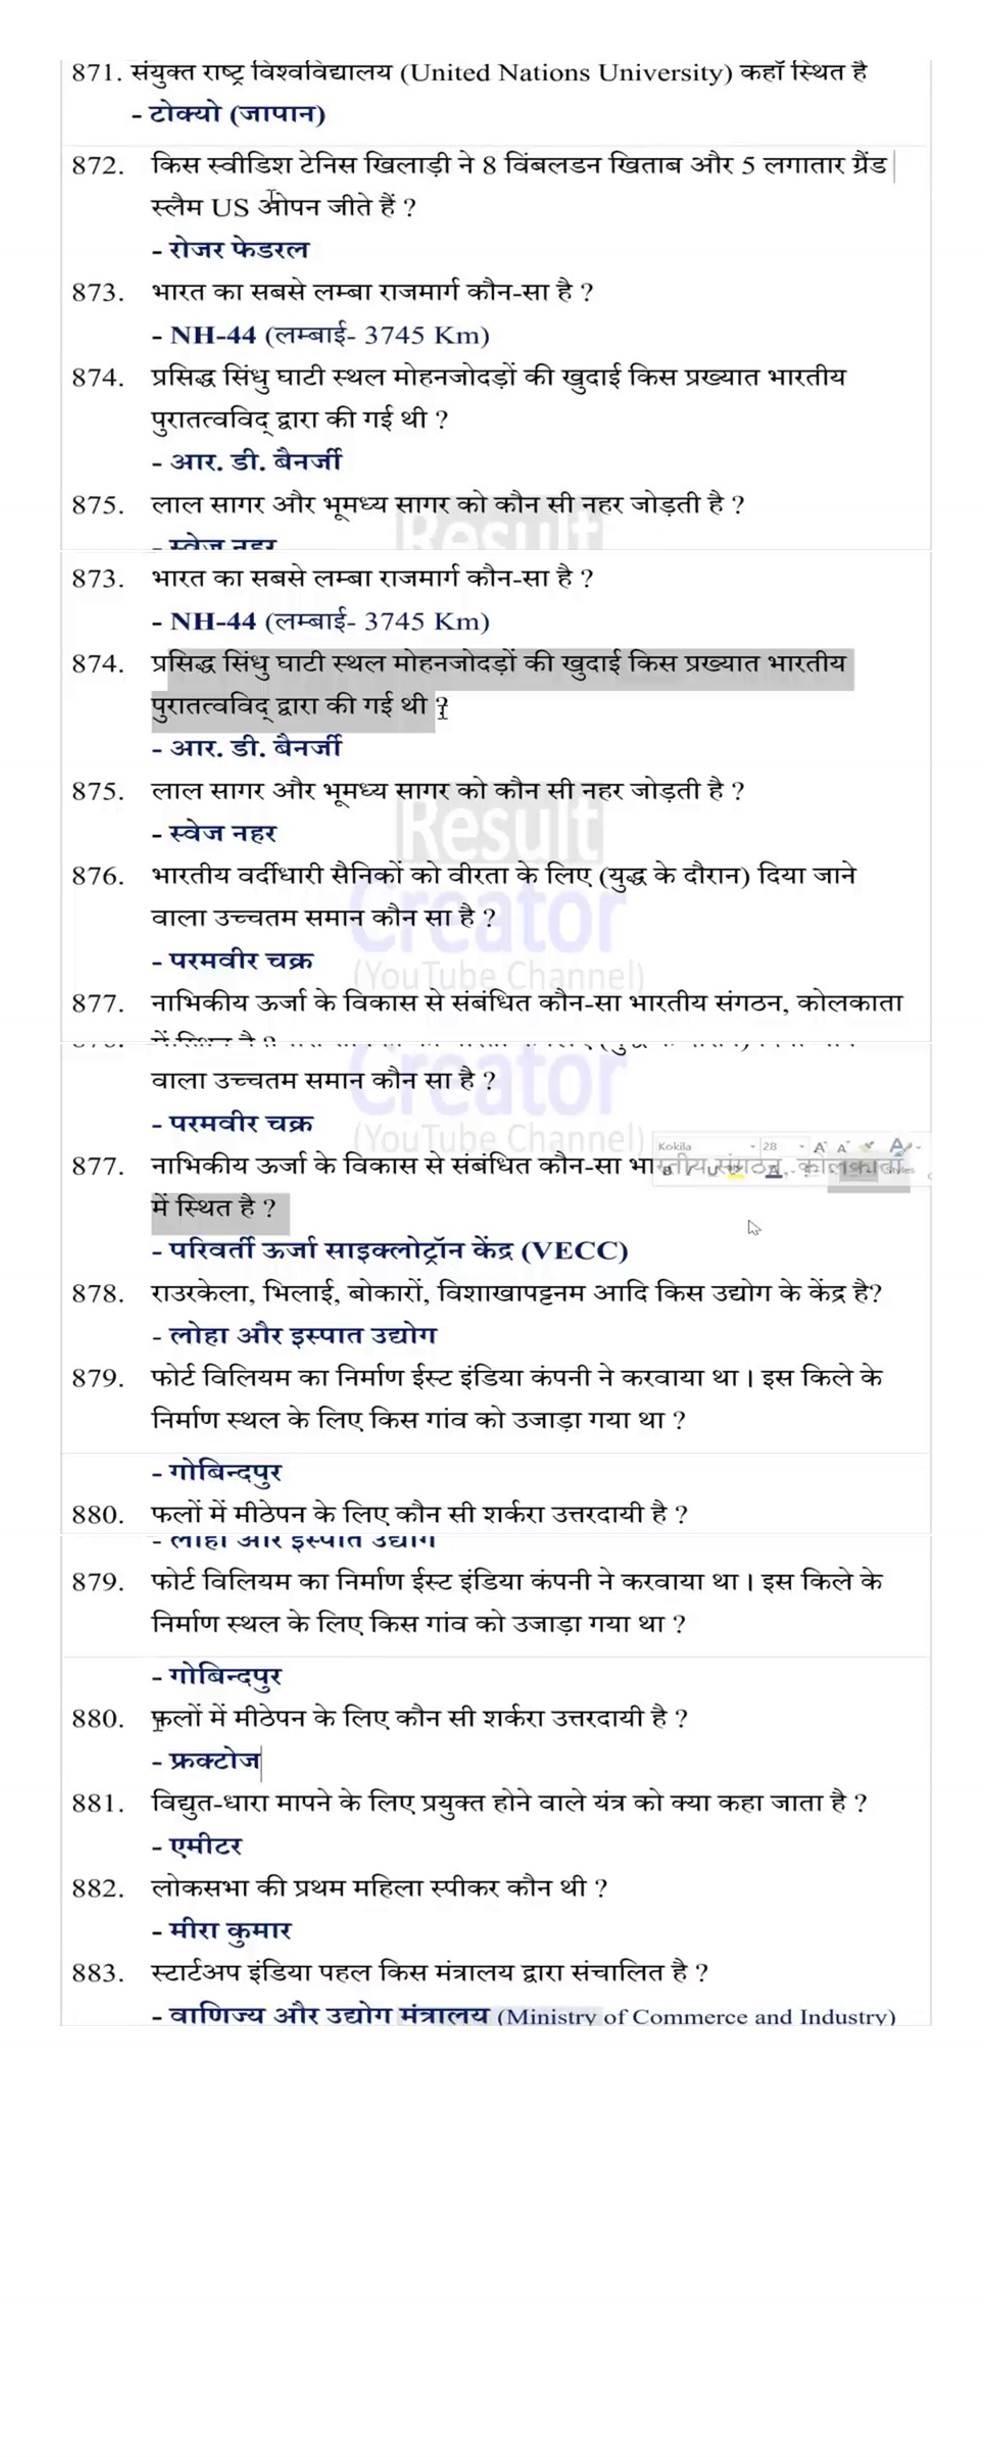 871. संयुक्त राष्ट्र विश्वविद्यालय (United Nations University) कहाँ स्थित है
- टोक्यो (जापान)
872. किस स्वीडिश टेनिस खिलाड़ी ने 8 विंबलडन खिताब और 5 लगातार ग्रैंड
स्लैम US ओपन जीते हैं ?
- रोजर फेडरल
873. भारत का सबसे लम्बा राजमार्ग कौन-सा है ?
- NH-44 (लम्बाई- 3745 Km)
874. प्रसिद्ध सिंधु घाटी स्थल मोहनजोदड़ों की खुदाई किस प्रख्यात भारतीय
पुरातत्वविद् द्वारा की गई थी ?
- आर. डी. बैनर्जी
875. लाल सागर और भूमध्य सागर को कौन सी नहर जोड़ती है ?
Result
- स्वेज नहर
873. भारत का सबसे लम्बा राजमार्ग कौन-सा है ?
- NH-44 (लम्बाई- 3745 Km)
874. प्रसिद्ध सिंधु घाटी स्थल मोहनजोदड़ों की खुदाई किस प्रख्यात भारतीय
पुरातत्वविद् द्वारा की गई थी ?
- आर. डी. बैनर्जी
875. लाल सागर और भूमध्य सागर को कौन सी नहर जोड़ती है ?
Result
- स्वेज नहर
876. भारतीय वर्दीधारी सैनिकों को वीरता के लिए (युद्ध के दौरान) दिया जाने
वाला उच्चतम समान कौन सा है ?
Creator
- परमवीर चक्र
(YouTube Channel)
877. नाभिकीय ऊर्जा के विकास से संबंधित कौन-सा भारतीय संगठन, कोलकाता
वाला उच्चतम समान कौन सा है ?
Creator
- परमवीर चक्र
(YouTube Channel)
Kokila 28
877. नाभिकीय ऊर्जा के विकास से संबंधित कौन-सा भारतीय संगठन, कोलकाता
में स्थित है ?
- परिवर्ती ऊर्जा साइक्लोट्रॉन केंद्र (VECC)
878. राउरकेला, भिलाई, बोकारों, विशाखापट्टनम आदि किस उद्योग के केंद्र है?
- लोहा और इस्पात उद्योग
879. फोर्ट विलियम का निर्माण ईस्ट इंडिया कंपनी ने करवाया था । इस किले के
निर्माण स्थल के लिए किस गांव को उजाड़ा गया था ?
- गोबिन्दपुर
880. फलों में मीठेपन के लिए कौन सी शर्करा उत्तरदायी है ?
- लोहा और इस्पात उद्योग
879. फोर्ट विलियम का निर्माण ईस्ट इंडिया कंपनी ने करवाया था । इस किले के
निर्माण स्थल के लिए किस गांव को उजाड़ा गया था ?
- गोबिन्दपुर
880. फलों में मीठेपन के लिए कौन सी शर्करा उत्तरदायी है ?
- फ्रक्टोज
881. विद्युत-धारा मापने के लिए प्रयुक्त होने वाले यंत्र को क्या कहा जाता है ?
- एमीटर
882. लोकसभा की प्रथम महिला स्पीकर कौन थी ?
- मीरा कुमार
883. स्टार्टअप इंडिया पहल किस मंत्रालय द्वारा संचालित है ?
- वाणिज्य और उद्योग मंत्रालय (Ministry of Commerce and Industry)